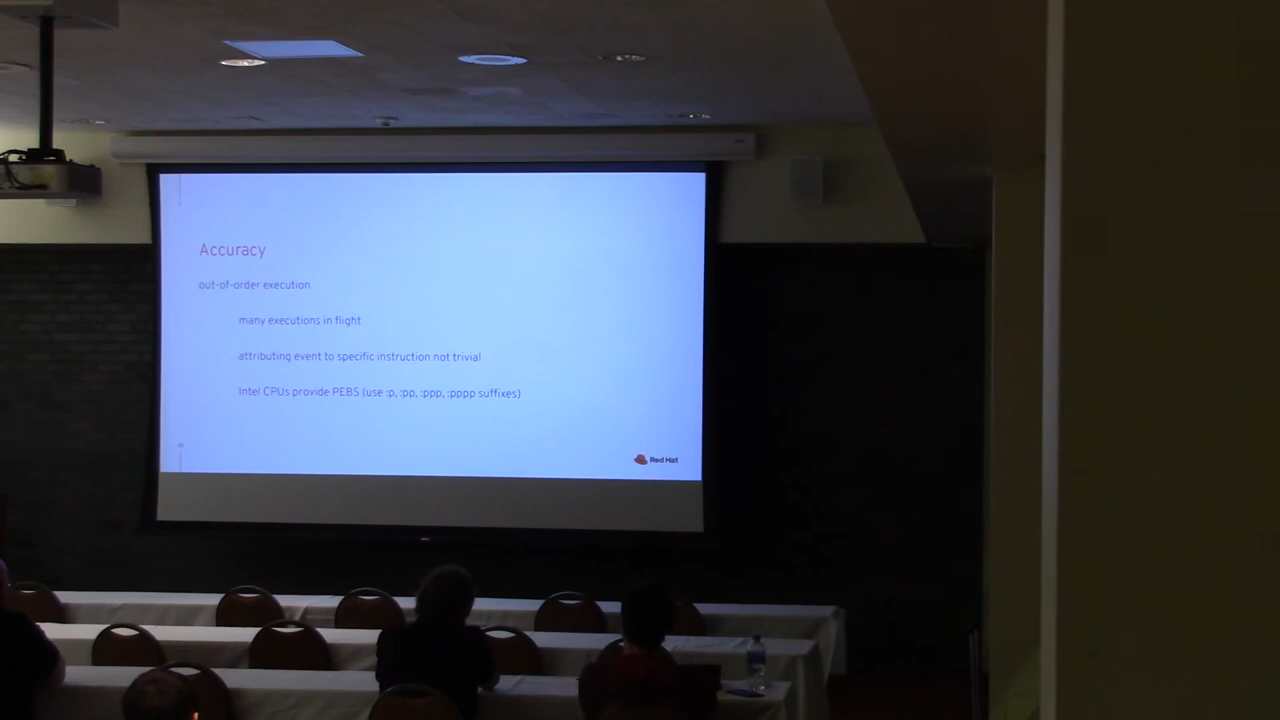 Accuracy
out-of-order execution
many executions in flight
attributing event to specific instruction not trivial
Intel CPUs provide PEBS (use :p, :pp, :ppp, :pppp suffixes)
Red Hat